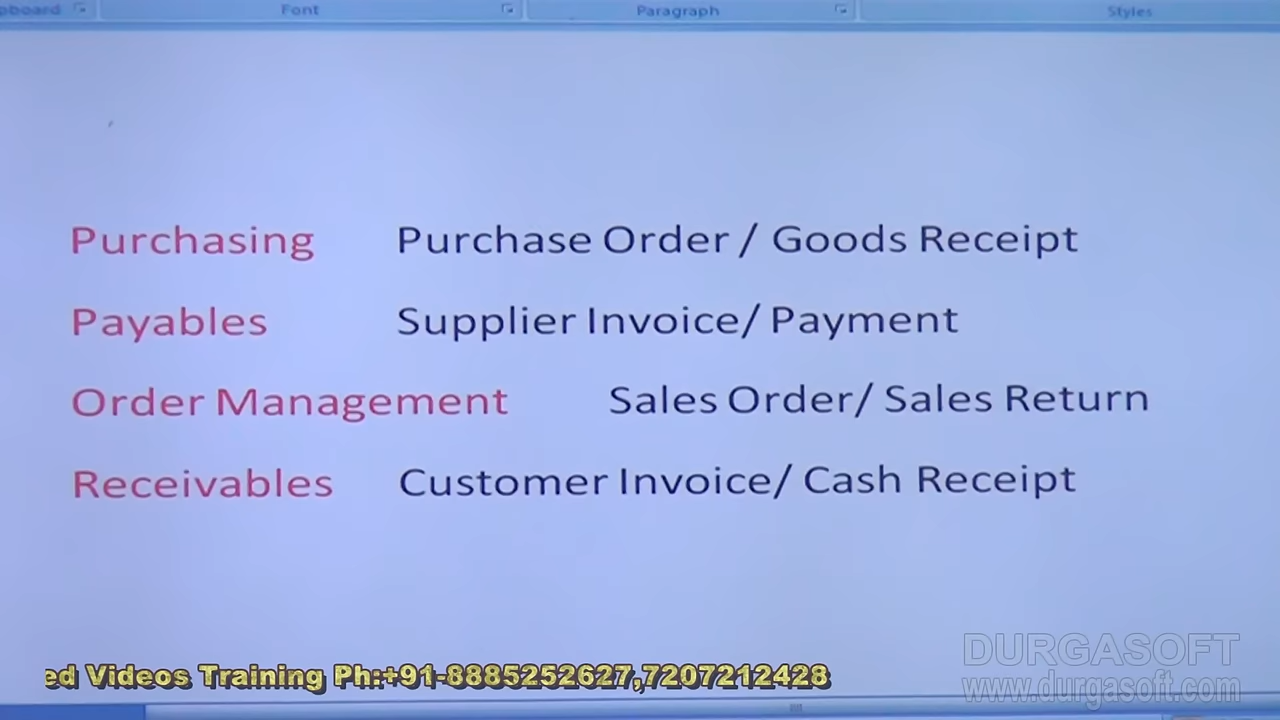 pboard Font Paragraph Styles
Purchasing Purchase Order / Goods Receipt
Payables Supplier Invoice/ Payment
Order Management Sales Order/ Sales Return
Receivables Customer Invoice/ Cash Receipt
DURGASOFT
ed Videos Training Ph:+91-8885252627,7207212428
www.durgasoft.com